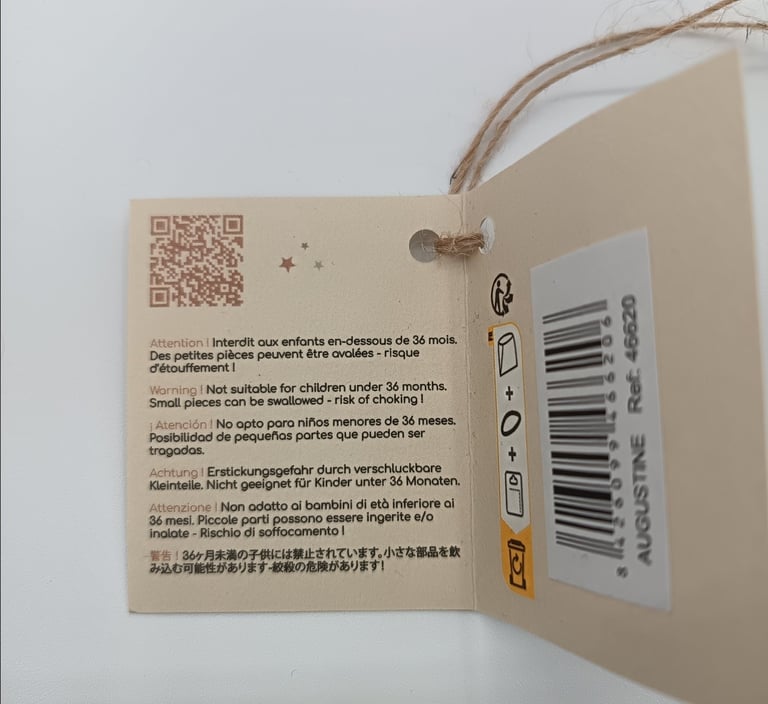 Attention ! Interdit aux enfants en-dessous de 36 mois.
Des petites pièces peuvent être avalées - risque
d'étouffement !
Warning ! Not suitable for children under 36 months.
Small pieces can be swallowed - risk of choking !
¡ Atención ! No apto para niños menores de 36 meses.
Posibilidad de pequeñas partes que pueden ser
tragadas.
Achtung ! Erstickungsgefahr durch verschluckbare
Kleinteile. Nicht geeignet für Kinder unter 36 Monaten.
Attenzione ! Non adatto ai bambini di età inferiore ai
36 mesi. Piccole parti possono essere ingerite e/o
inalate - Rischio di soffocamento !
警告 ! 36ヶ月未満の子供には禁止されています。小さな部品を飲
み込む可能性があります-絞殺の危険があります!
8 426099 466206
AUGUSTINE Ref: 46620